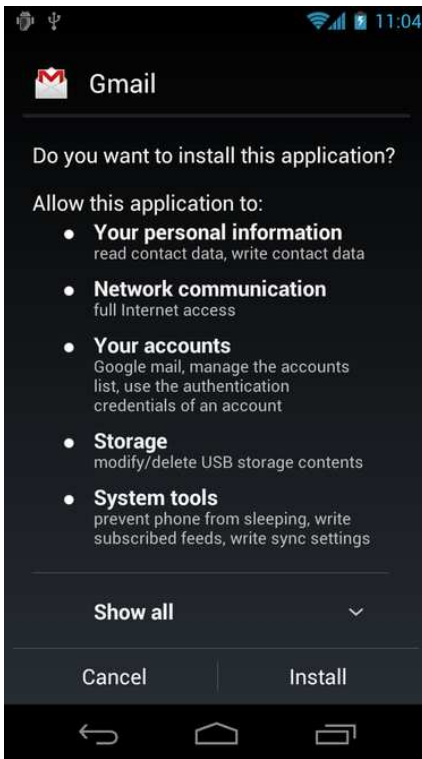 11:04
Gmail
Do you want to install this application?
Allow this application to:
Your personal information
read contact data, write contact data
Network communication
full Internet access
Your accounts
Google mail, manage the accounts
list, use the authentication
credentials of an account
Storage
modify/delete USB storage contents
System tools
prevent phone from sleeping, write
subscribed feeds, write sync settings
Show all
Cancel Install